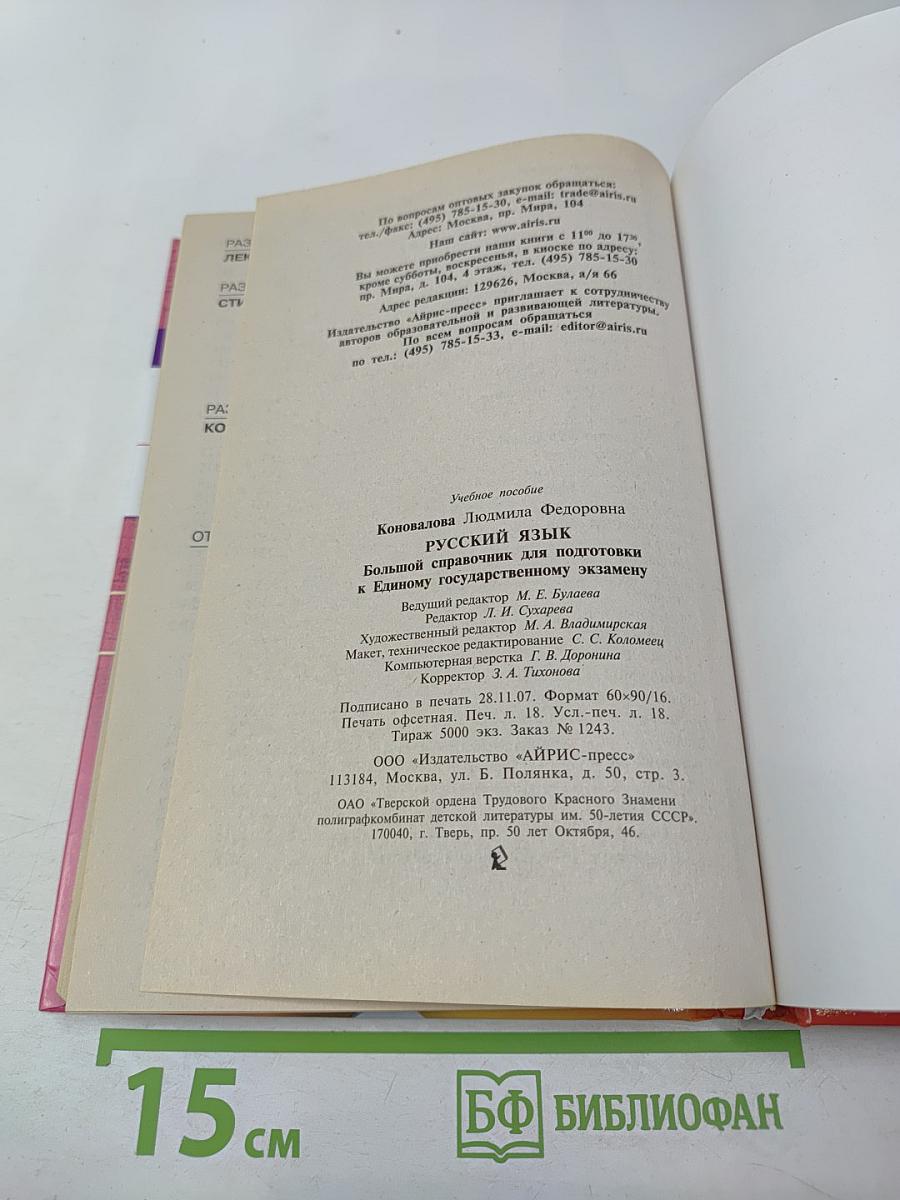 По вопросам оптовых закупок обращаться:
тел./факс: (495) 785-15-30, e-mail: trade@airis.ru
Адрес: Москва, пр. Мира, 104
Наш сайт: www.airis.ru
Вы можете приобрести наши книги с 11⁰⁰ до 17³⁰,
кроме субботы, воскресенья, в киоске по адресу:
пр. Мира, д. 104, 4 этаж, тел. (495) 785-15-30
Адрес редакции: 129626, Москва, а/я 66
Издательство «Айрис-пресс» приглашает к сотрудничеству
авторов образовательной и развивающей литературы.
По всем вопросам обращаться
по тел.: (495) 785-15-33, e-mail: editor@airis.ru
РАЗ
ЛЕК
РАЗ
СТИ
РАЗ
КО
ОТ
Учебное пособие
Коновалова Людмила Федоровна
РУССКИЙ ЯЗЫК
Большой справочник для подготовки
к Единому государственному экзамену
Ведущий редактор М. Е. Булаева
Редактор Л. И. Сухарева
Художественный редактор М. А. Владимирская
Макет, техническое редактирование С. С. Коломеец
Компьютерная верстка Г. В. Доронина
Корректор З. А. Тихонова
Подписано в печать 28.11.07. Формат 60×90/16.
Печать офсетная. Печ. л. 18. Усл.-печ. л. 18.
Тираж 5000 экз. Заказ № 1243.
ООО «Издательство «АЙРИС-пресс»
113184, Москва, ул. Б. Полянка, д. 50, стр. 3.
ОАО «Тверской ордена Трудового Красного Знамени
полиграфкомбинат детской литературы им. 50-летия СССР».
170040, г. Тверь, пр. 50 лет Октября, 46.
15 см
БФ БИБЛИОФАН